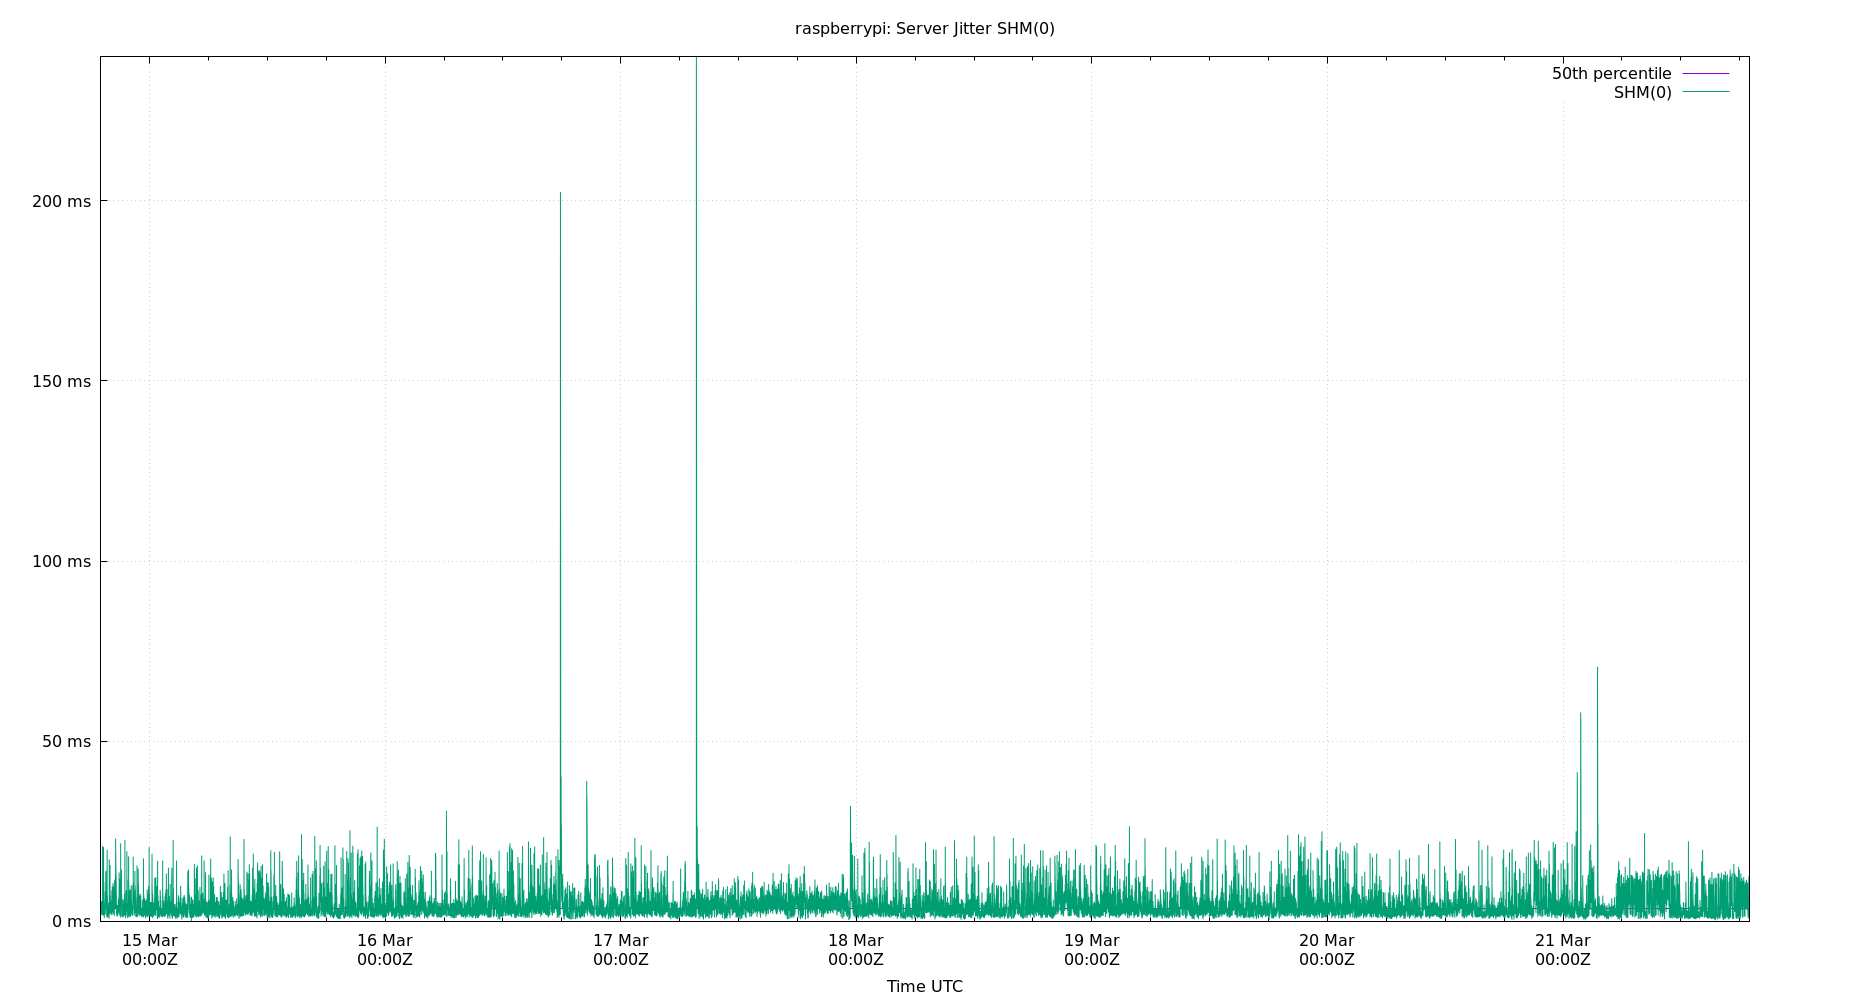 raspberrypi: Server Jitter SHM(0)
50th percentile
SHM(0)
200 ms
150 ms
100 ms
50 ms
0 ms
15 Mar 16 Mar 17 Mar 18 Mar 19 Mar 20 Mar 21 Mar
00:00Z 00:00Z 00:00Z 00:00Z 00:00Z 00:00Z 00:00Z
Time UTC